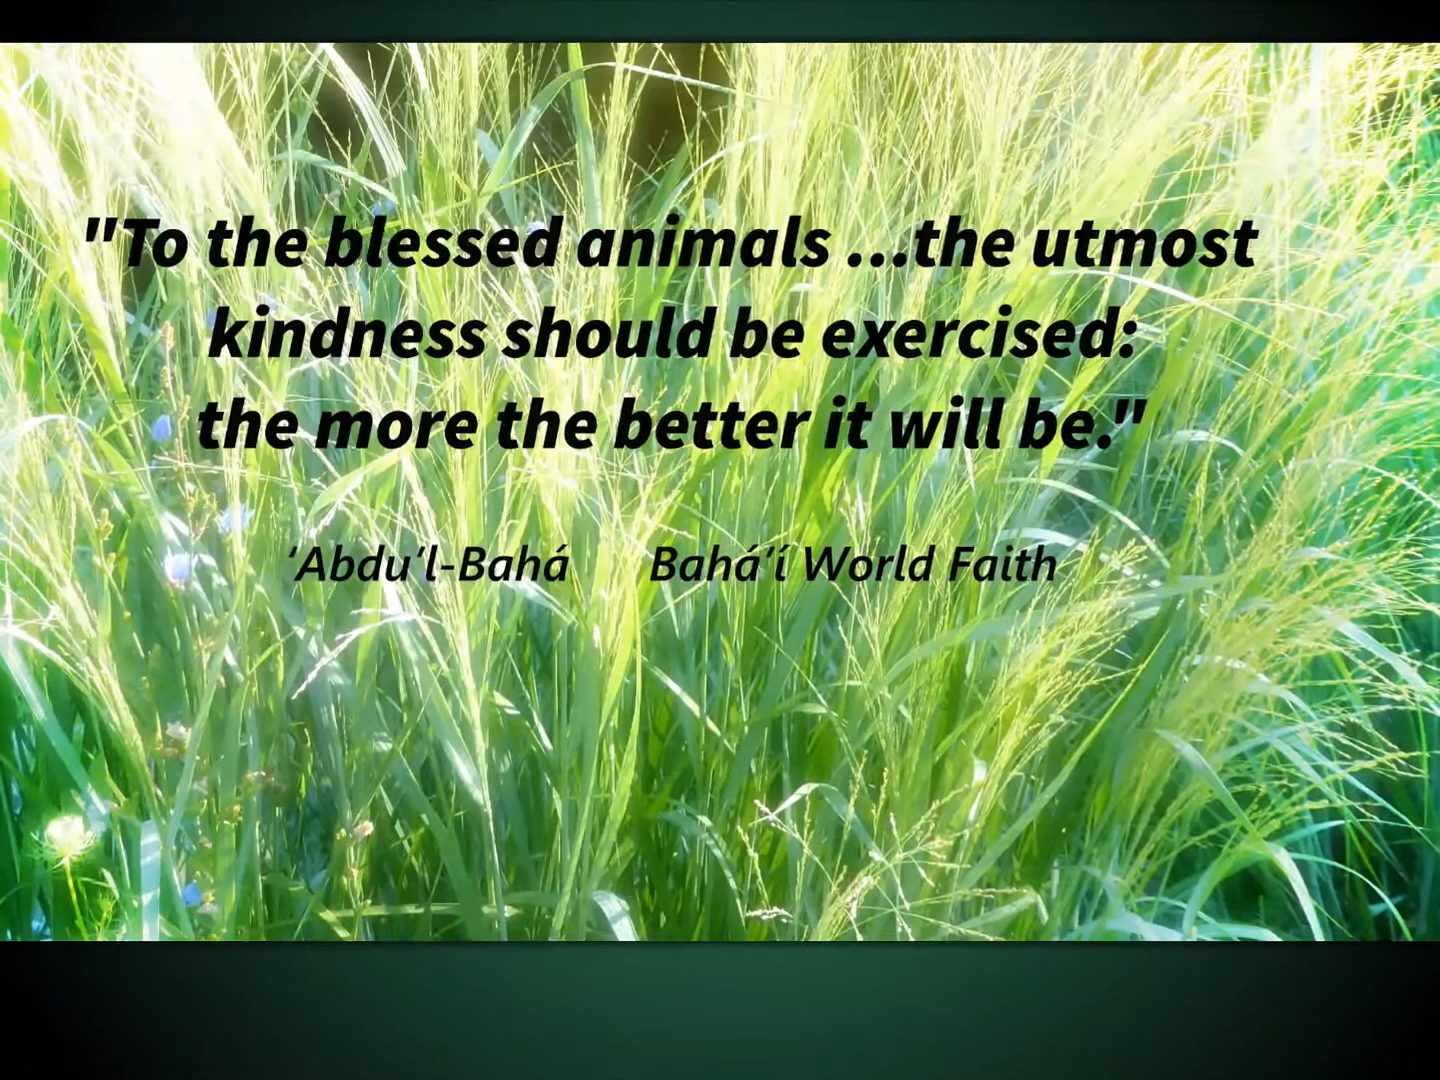 "To the blessed animals ...the utmost
kindness should be exercised:
the more the better it will be."
‘Abdu’l-Bahá Bahá’í World Faith